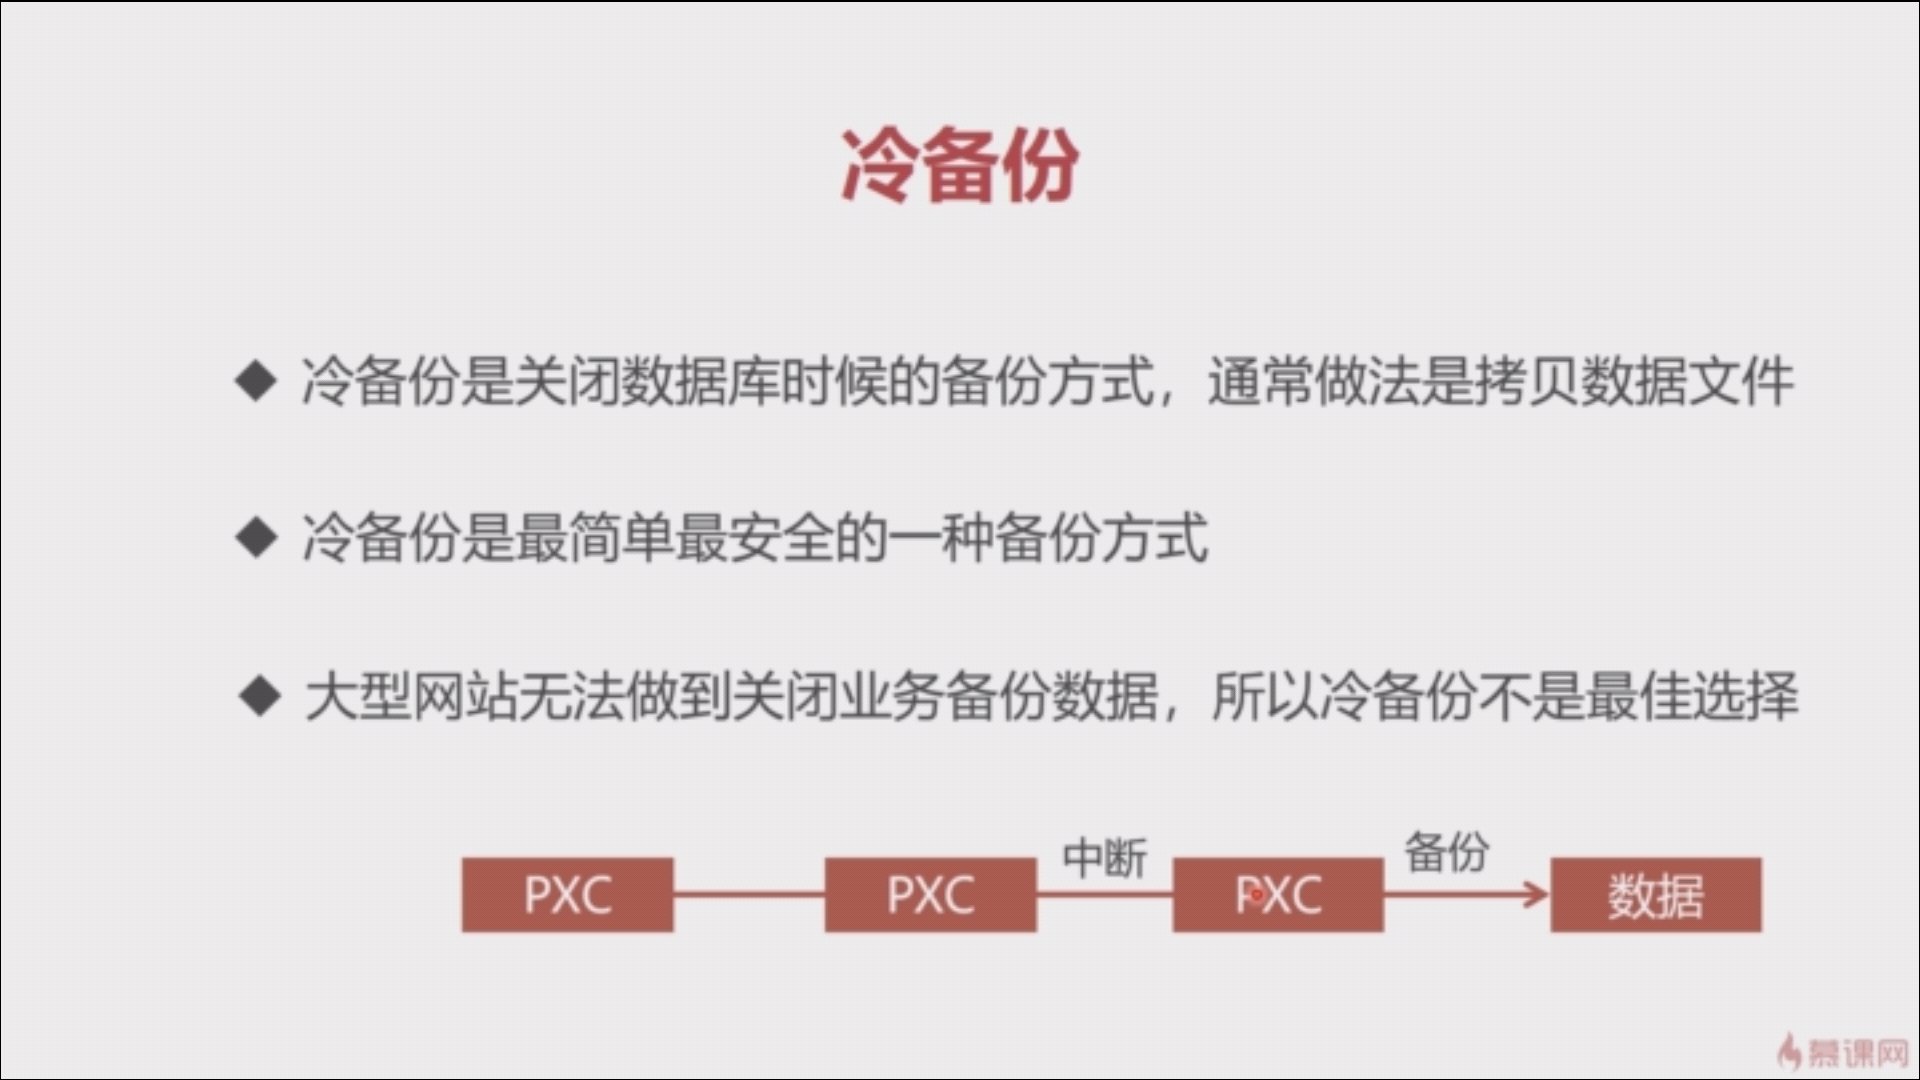 冷备份
◆ 冷备份是关闭数据库时候的备份方式，通常做法是拷贝数据文件
◆ 冷备份是最简单最安全的一种备份方式
◆ 大型网站无法做到关闭业务备份数据，所以冷备份不是最佳选择
中断 备份
PXC PXC PXC 数据
慕课网